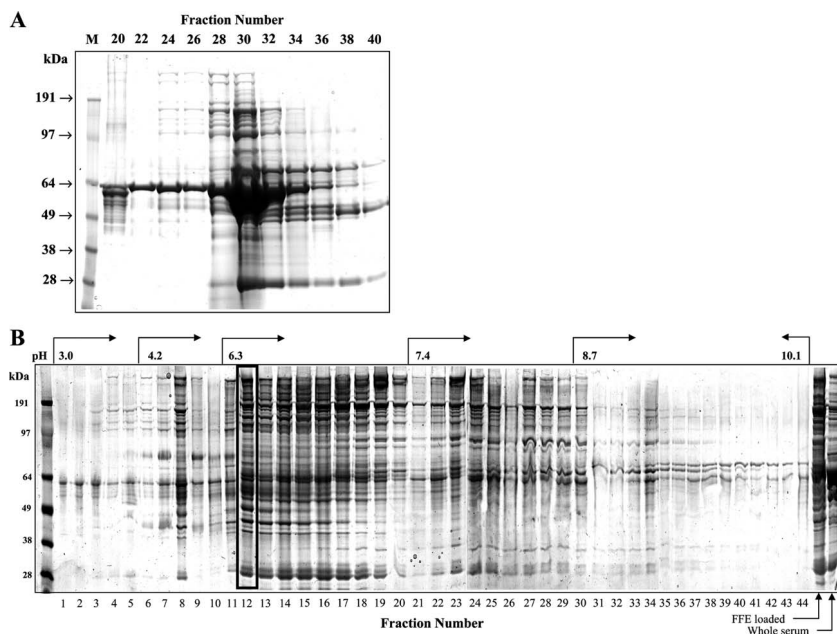 A
Fraction Number
M 20 22 24 26 28 30 32 34 36 38 40
kDa
191 →
97 →
64 →
49 →
38 →
28 →
B
pH 3.0 4.2 6.3 7.4 8.7 10.1
kDa
191
97
64
49
38
28
1 2 3 4 5 6 7 8 9 10 11 12 13 14 15 16 17 18 19 20 21 22 23 24 25 26 27 28 29 30 31 32 33 34 35 36 37 38 39 40 41 42 43 44
FFE loaded
Fraction Number
Whole serum